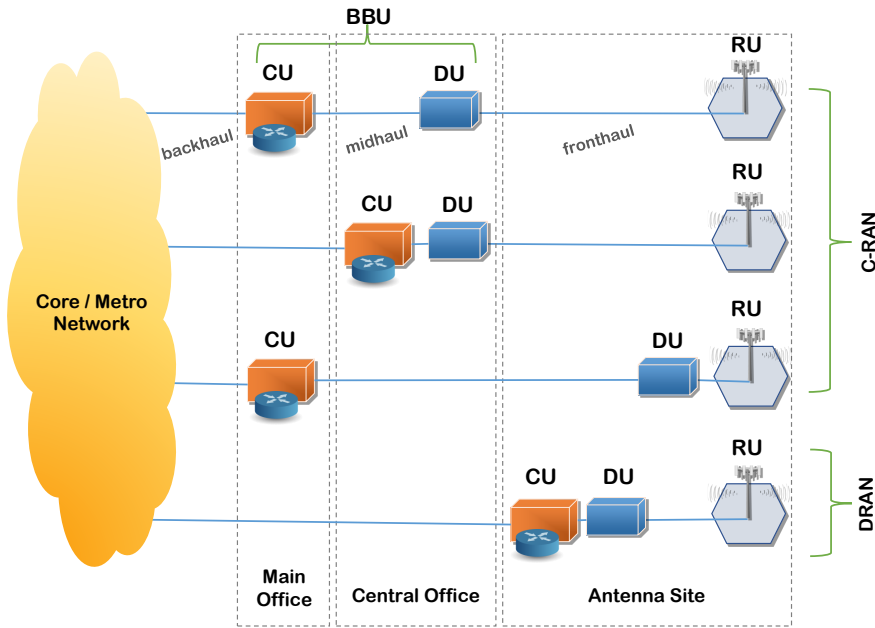 BBU
CU
DU
RU
backhaul
midhaul
fronthaul
RU
CU
DU
C-RAN
Core / Metro
Network
CU
DU
RU
RU
CU
DU
DRAN
Main
Office
Central Office
Antenna Site